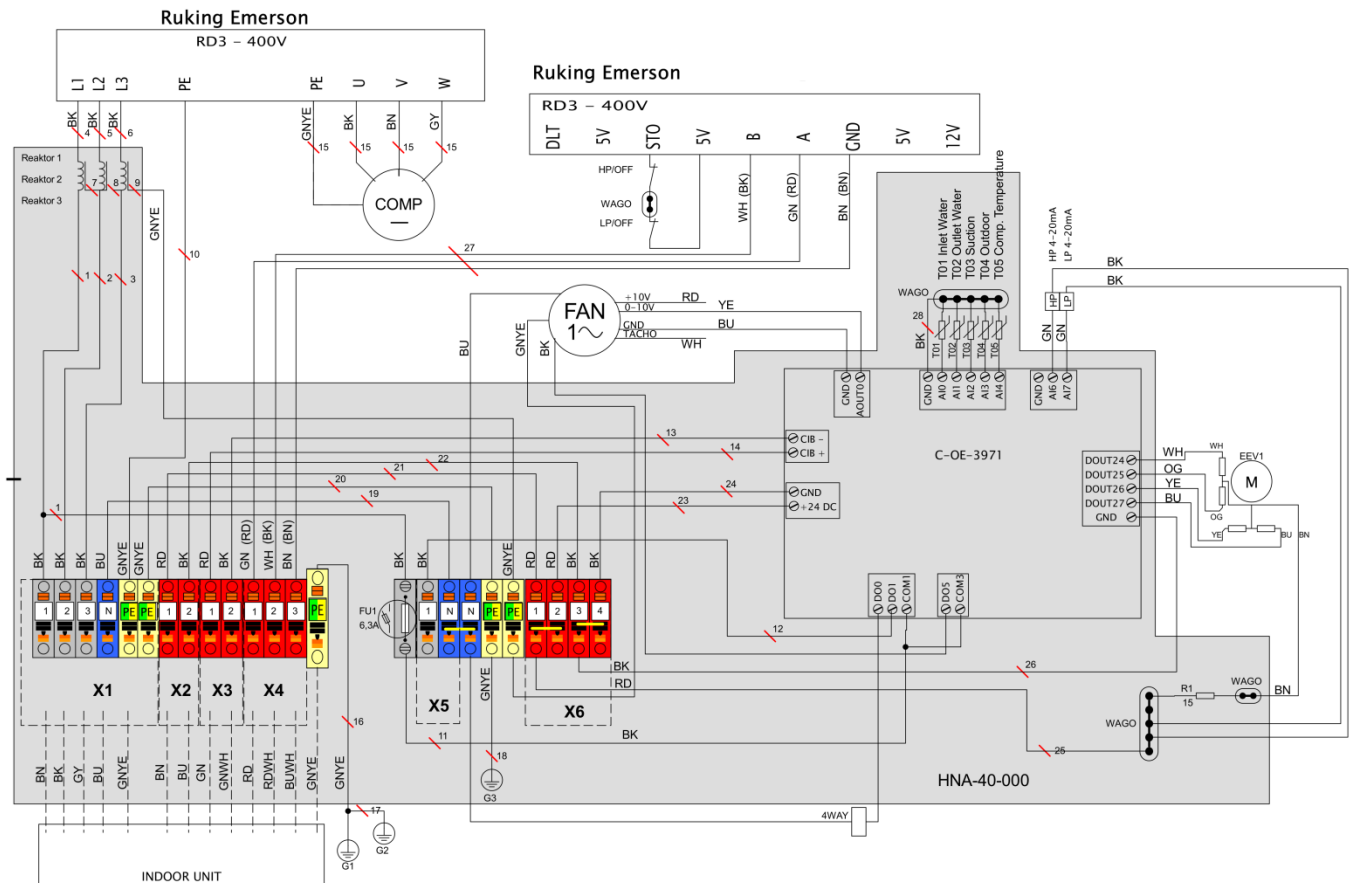 Ruking Emerson
RD3 – 400V
L1 L2 L3 PE PE U V W
BK BK BK GNYE BK BN GY
4 5 6 15 15 15 15
Reaktor 1
Reaktor 2
Reaktor 3
7 8 9
GNYE
10
COMP
1 2 3
27
Ruking Emerson
RD3 – 400V
DLT 5V STO 5V B A GND 5V 12V
HP/OFF
WAGO
LP/OFF
WH (BK) GN (RD) BN (BN)
FAN
1
+10V RD
0-10V YE
GND BU
TACHO WH
BU GNYE BK
T01 Inlet Water
T02 Outlet Water
T03 Suction
T04 Outdoor
T05 Comp. Temperature
WAGO
28
BK
T01 T02 T03 T04 T05
HP 4-20mA
LP 4-20mA
HP LP
GN GN
BK
BK
GND AOUT0
GND AI0 AI1 AI2 AI3 AI4
GND AI6 AI7
C-OE-3971
CIB -
CIB +
GND
+24 DC
13
14
22
21
20
19
24
23
1
DOUT24 WH
DOUT25 OG
DOUT26 YE
DOUT27 BU
GND
WH
OG
EEV1
M
YE BU BN
DO0 DO1 COM1
DO5 COM3
BK BK BK BU GNYE GNYE RD BK RD BK GN (RD) WH (BK) BN (BN)
1 2 3 N PE PE 1 2 1 2 1 2 3 PE
X1 X2 X3 X4
BK BK BU GNYE GNYE RD RD BK BK
FU1
6,3A
1 N N PE PE 1 2 3 4
X5 X6
12
BK
RD
26
GNYE
11
BK
18
G3
25
16
GNYE
17
G1
G2
R1
15
WAGO
BN
WAGO
HNA-40-000
4WAY
BN BK GY BU GNYE BN BU GN GNWH RD RDWH BUWH GNYE
INDOOR UNIT